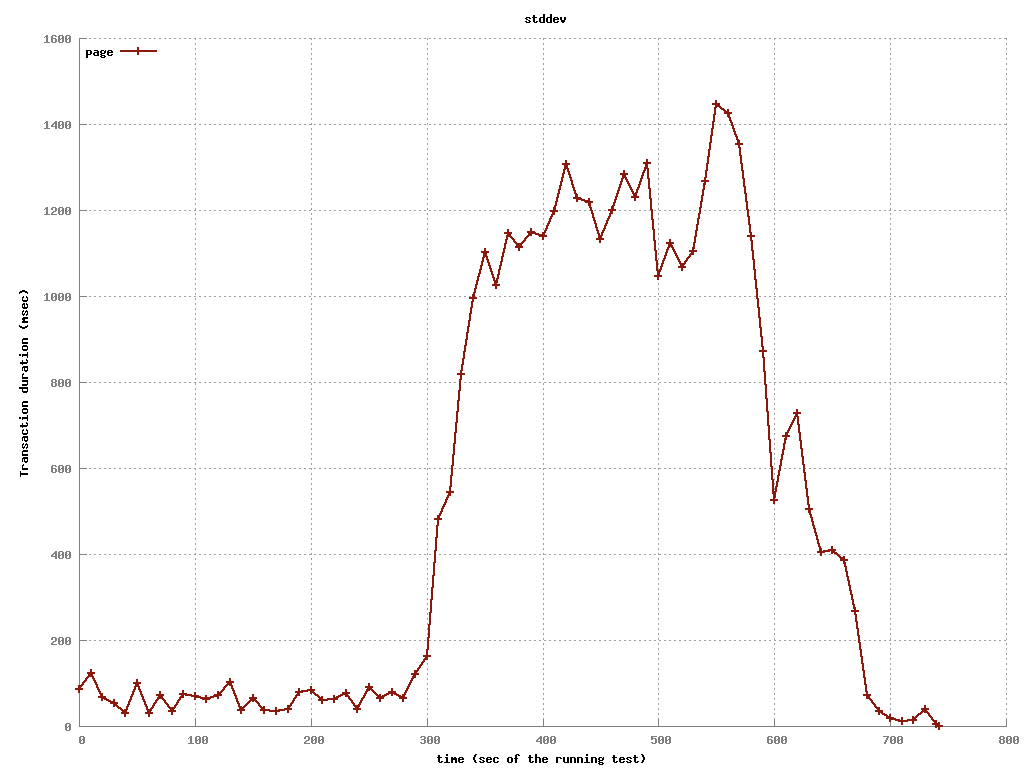 stddev
page
1600
1400
1200
1000
800
600
400
200
0
Transaction duration (msec)
0 100 200 300 400 500 600 700 800
time (sec of the running test)